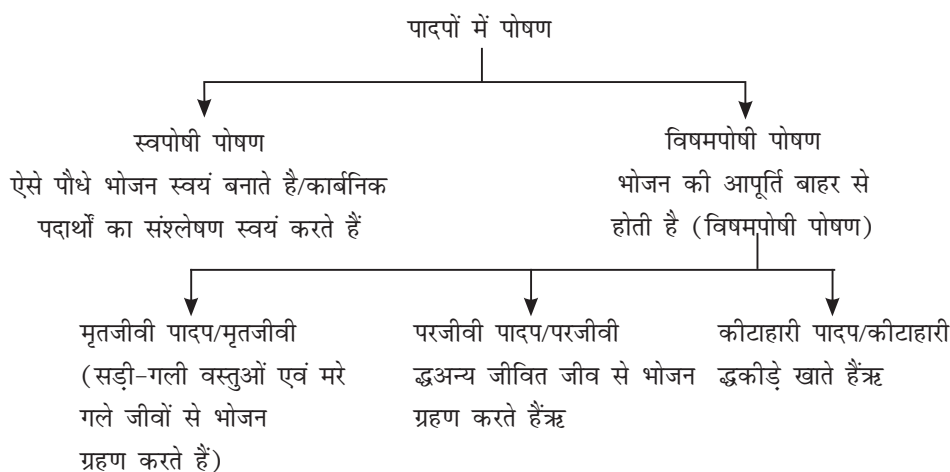 पादपों में पोषण
स्वपोषी पोषण
ऐसे पौधे भोजन स्वयं बनाते है/कार्बनिक
पदार्थों का संश्लेषण स्वयं करते हैं
विषमपोषी पोषण
भोजन की आपूर्ति बाहर से
होती है (विषमपोषी पोषण)
मृतजीवी पादप/मृतजीवी
(सड़ी-गली वस्तुओं एवं मरे
गले जीवों से भोजन
ग्रहण करते हैं)
परजीवी पादप/परजीवी
द्धअन्य जीवित जीव से भोजन
ग्रहण करते हैंऋ
कीटाहारी पादप/कीटाहारी
द्धकीड़े खाते हैंऋ